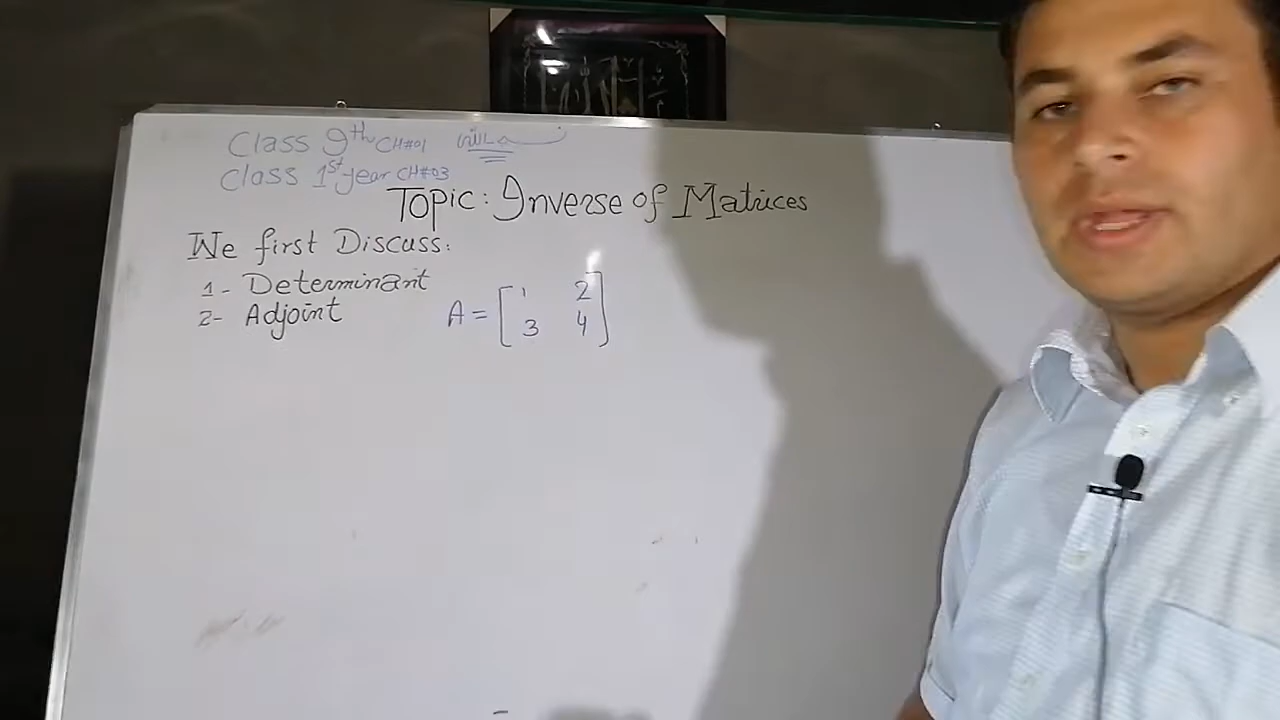 Class 9th CH#01
Class 1st year CH#03
Topic: Inverse of Matrices
We first Discuss:
1- Determinant
2- Adjoint
A = [1 2
3 4]